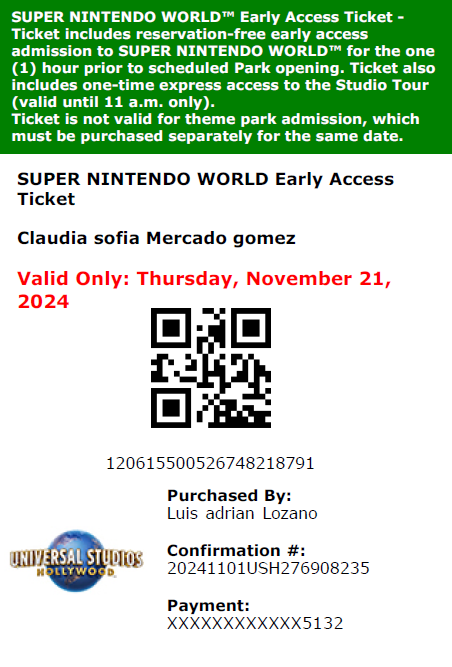 SUPER NINTENDO WORLD™ Early Access Ticket -
Ticket includes reservation-free early access
admission to SUPER NINTENDO WORLD™ for the one
(1) hour prior to scheduled Park opening. Ticket also
includes one-time express access to the Studio Tour
(valid until 11 a.m. only).
Ticket is not valid for theme park admission, which
must be purchased separately for the same date.
SUPER NINTENDO WORLD Early Access
Ticket
Claudia sofia Mercado gomez
Valid Only: Thursday, November 21,
2024
120615500526748218791
Purchased By:
Luis adrian Lozano
UNIVERSAL STUDIOS
HOLLYWOOD
Confirmation #:
20241101USH276908235
Payment:
XXXXXXXXXXXX5132